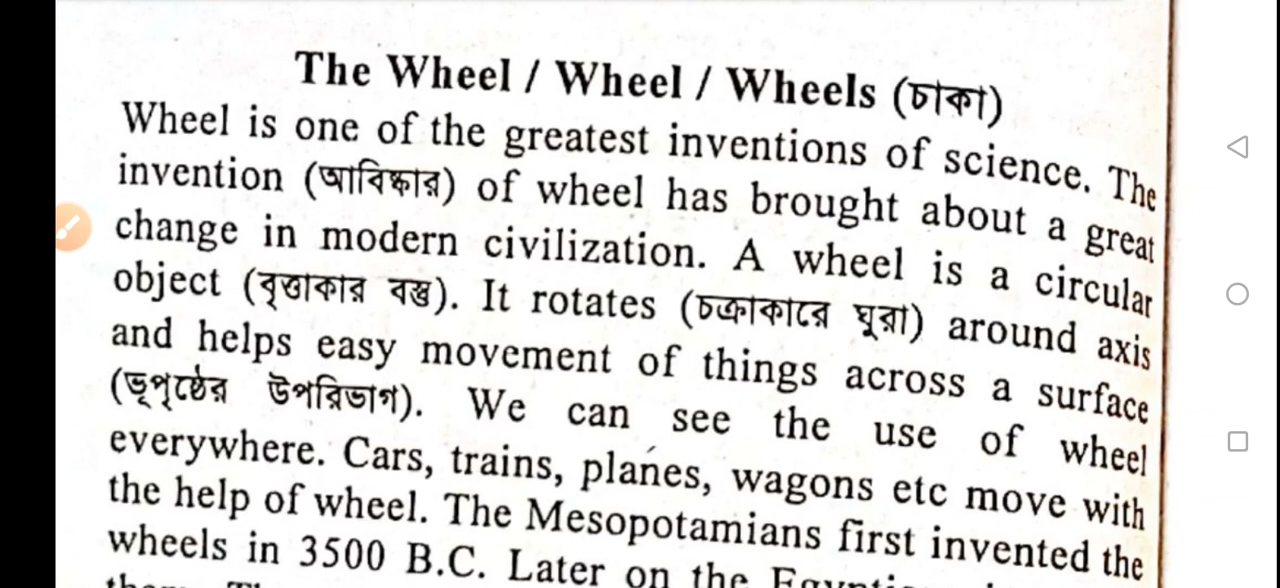 The Wheel / Wheel / Wheels (চাকা)
Wheel is one of the greatest inventions of science. The
invention (আবিষ্কার) of wheel has brought about a great
change in modern civilization. A wheel is a circular
object (বৃত্তাকার বস্তু). It rotates (চক্রাকারে ঘুরা) around axis
and helps easy movement of things across a surface
(ভূপৃষ্ঠের উপরিভাগ). We can see the use of wheel
everywhere. Cars, trains, planes, wagons etc move with
the help of wheel. The Mesopotamians first invented the
wheels in 3500 B.C. Later on the